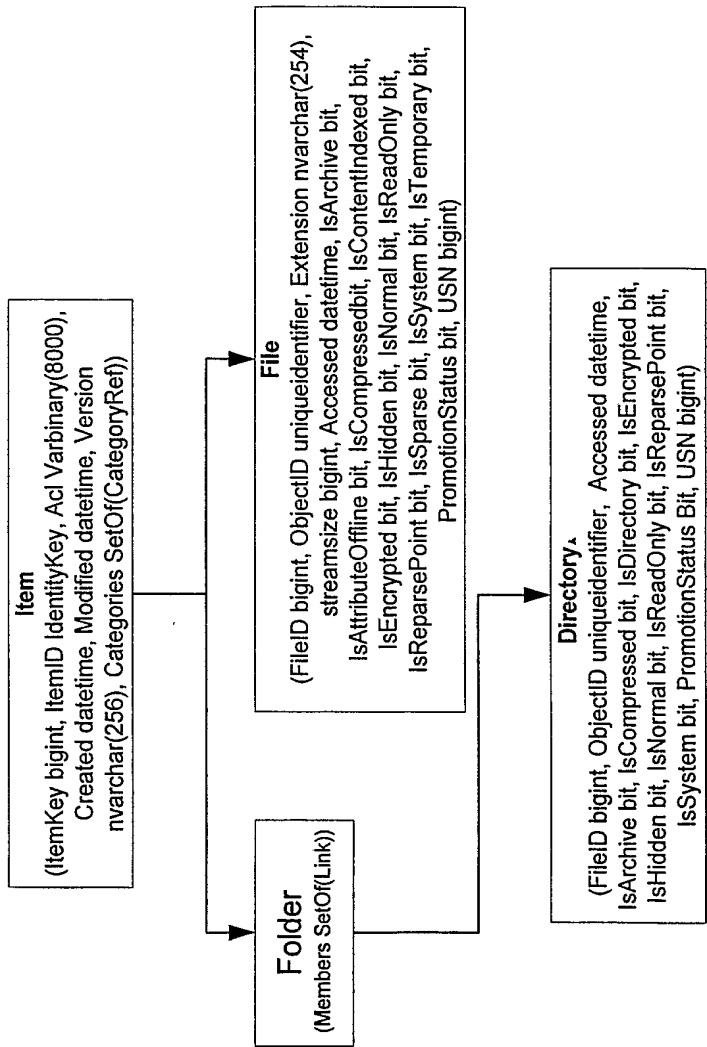 Item
(ItemKey bigint, ItemID IdentityKey, Acl Varbinary(8000),
Created datetime, Modified datetime, Version
nvarchar(256), Categories SetOf(CategoryRef))
Folder
(Members SetOf(Link))
File
(FileID bigint, ObjectID uniqueidentifier, Extension nvarchar(254),
streamsize bigint, Accessed datetime, IsArchive bit,
IsAttributeOffline bit, IsCompressedbit, IsContentIndexed bit,
IsEncrypted bit, IsHidden bit, IsNormal bit, IsReadOnly bit,
IsReparsePoint bit, IsSparse bit, IsSystem bit, IsTemporary bit,
PromotionStatus bit, USN bigint)
Directory
(FileID bigint, ObjectID uniqueidentifier, Accessed datetime,
IsArchive bit, IsCompressed bit, IsDirectory bit, IsEncrypted bit,
IsHidden bit, IsNormal bit, IsReadOnly bit, IsReparsePoint bit,
IsSystem bit, PromotionStatus Bit, USN bigint)